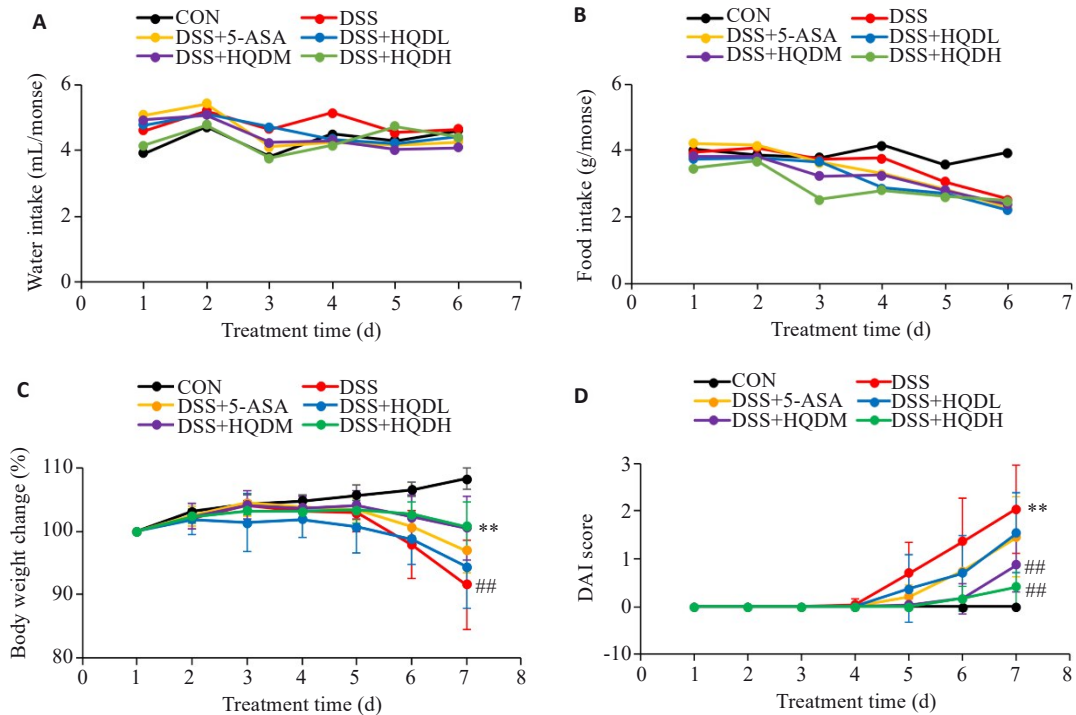 A
CON
DSS
DSS+5-ASA
DSS+HQDL
DSS+HQDM
DSS+HQDH
Water intake (mL/monse)
6
4
2
0
0 1 2 3 4 5 6 7
Treatment time (d)
B
CON
DSS
DSS+5-ASA
DSS+HQDL
DSS+HQDM
DSS+HQDH
Food intake (g/monse)
6
4
2
0
0 1 2 3 4 5 6 7
Treatment time (d)
C
CON
DSS
DSS+5-ASA
DSS+HQDL
DSS+HQDM
DSS+HQDH
Body weight change (%)
110
100
90
80
**
##
0 1 2 3 4 5 6 7 8
Treatment time (d)
D
CON
DSS
DSS+5-ASA
DSS+HQDL
DSS+HQDM
DSS+HQDH
DAI score
3
2
1
0
-10
**
##
##
0 1 2 3 4 5 6 7 8
Treatment time (d)